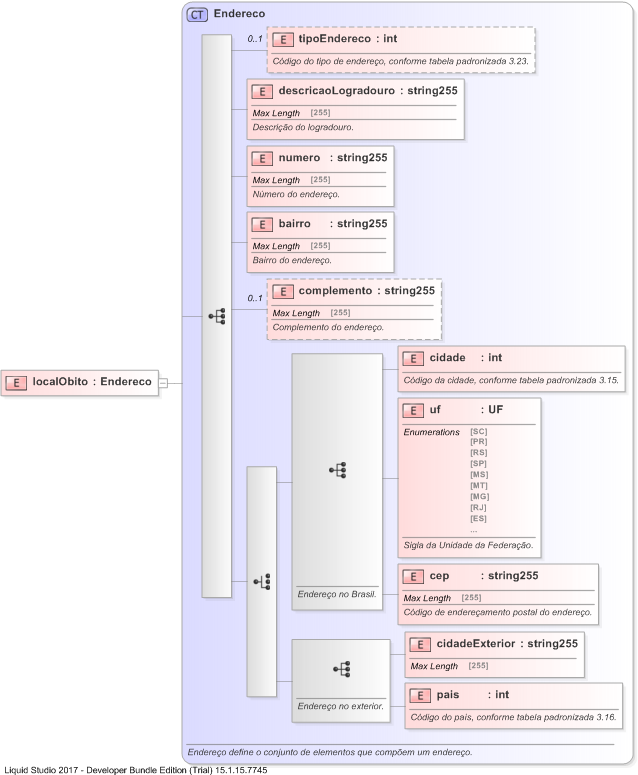 CT Endereco
0..1
E tipoEndereco : int
Código do tipo de endereço, conforme tabela padronizada 3.23.
E descricaoLogradouro : string255
Max Length [255]
Descrição do logradouro.
E numero : string255
Max Length [255]
Número do endereço.
E bairro : string255
Max Length [255]
Bairro do endereço.
0..1
E complemento : string255
Max Length [255]
Complemento do endereço.
E localObito : Endereco
E cidade : int
Código da cidade, conforme tabela padronizada 3.15.
E uf : UF
Enumerations [SC]
[PR]
[RS]
[SP]
[MS]
[MT]
[MG]
[RJ]
[ES]
...
Sigla da Unidade da Federação.
Endereço no Brasil.
E cep : string255
Max Length [255]
Código de endereçamento postal do endereço.
E cidadeExterior : string255
Max Length [255]
Endereço no exterior.
E pais : int
Código do país, conforme tabela padronizada 3.16.
Endereço define o conjunto de elementos que compõem um endereço.
Liquid Studio 2017 - Developer Bundle Edition (Trial) 15.1.15.7745